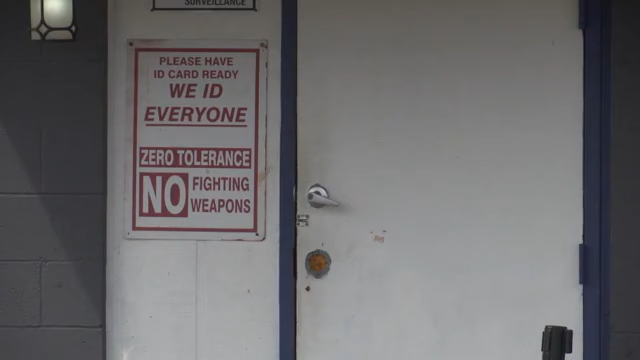 SURVEILLANCE
PLEASE HAVE
ID CARD READY
WE ID
EVERYONE
ZERO TOLERANCE
NO FIGHTING
WEAPONS